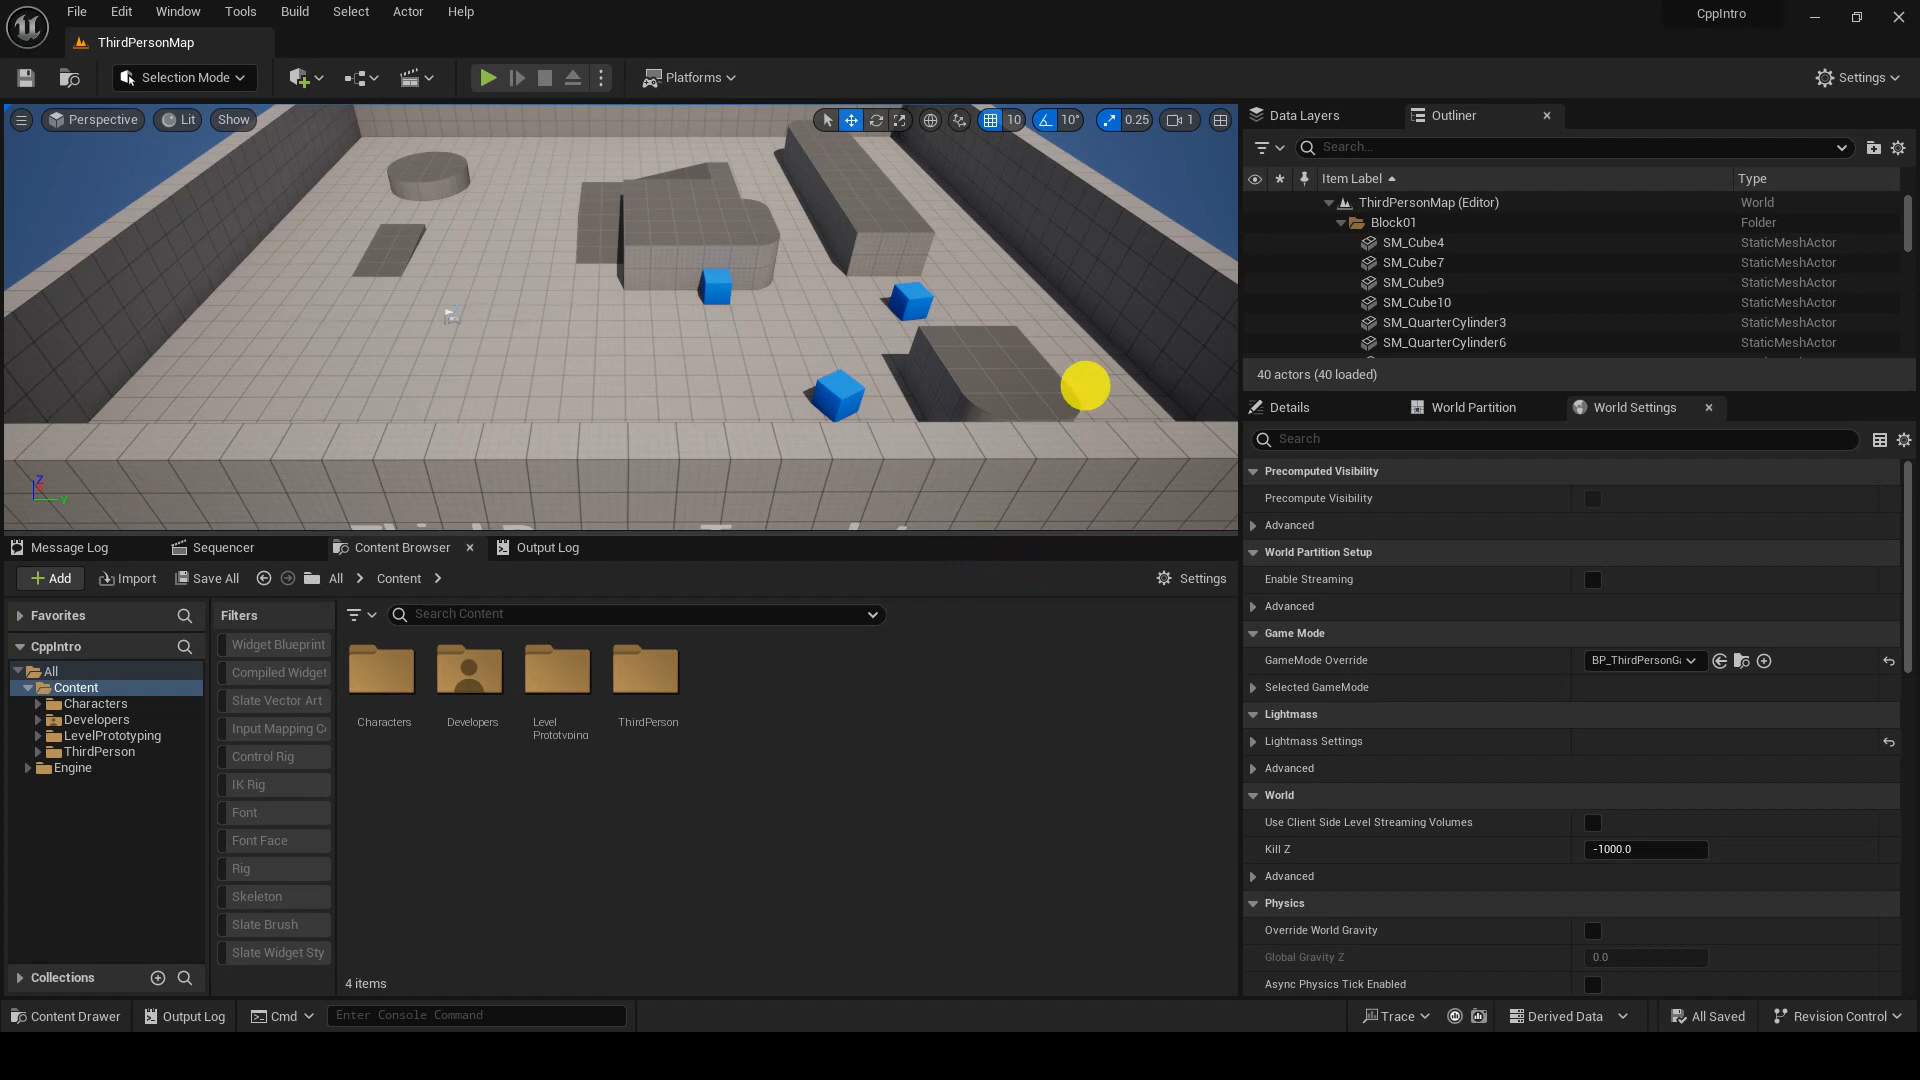 File Edit Window Tools Build Select Actor Help
CppIntro
ThirdPersonMap
Selection Mode
Platforms
Settings
Perspective
Lit
Show
10
10°
0.25
1
Data Layers
Outliner
Search...
Item Label
Type
ThirdPersonMap (Editor) World
Block01 Folder
SM_Cube4 StaticMeshActor
SM_Cube7 StaticMeshActor
SM_Cube9 StaticMeshActor
SM_Cube10 StaticMeshActor
SM_QuarterCylinder3 StaticMeshActor
SM_QuarterCylinder6 StaticMeshActor
40 actors (40 loaded)
Details
World Partition
World Settings
Search
Precomputed Visibility
Precompute Visibility
Advanced
World Partition Setup
Enable Streaming
Advanced
Game Mode
GameMode Override BP_ThirdPersonGa
Selected GameMode
Lightmass
Lightmass Settings
Advanced
World
Use Client Side Level Streaming Volumes
Kill Z -1000.0
Advanced
Physics
Override World Gravity
Global Gravity Z 0.0
Async Physics Tick Enabled
Z
Y
Message Log
Sequencer
Content Browser
Output Log
Add
Import
Save All
All
Content
Settings
Favorites
CppIntro
All
Content
Characters
Developers
LevelPrototyping
ThirdPerson
Engine
Collections
Filters
Widget Blueprint
Compiled Widget
Slate Vector Art
Input Mapping Co
Control Rig
IK Rig
Font
Font Face
Rig
Skeleton
Slate Brush
Slate Widget Sty
Search Content
Characters
Developers
Level
Prototyping
ThirdPerson
4 items
Content Drawer
Output Log
Cmd
Enter Console Command
Trace
Derived Data
All Saved
Revision Control